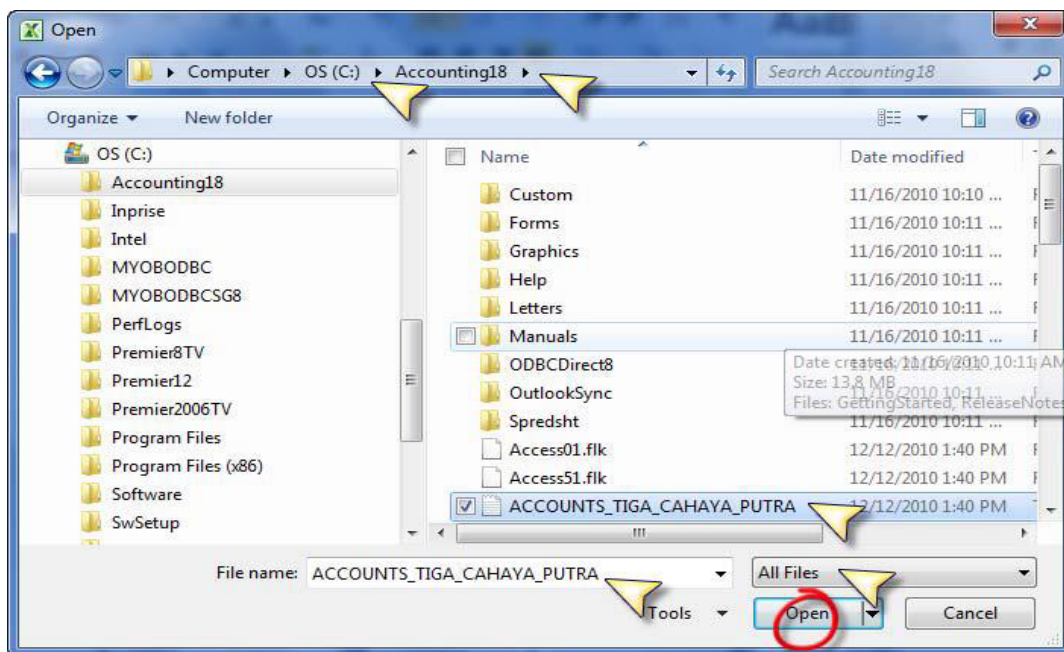 Open
Computer OS (C:) Accounting18 Search Accounting18
Organize New folder
OS (C:)
Accounting18
Inprise
Intel
MYOBODBC
MYOBODBCSG8
PerfLogs
Premier8TV
Premier12
Premier2006TV
Program Files
Program Files (x86)
Software
SwSetup
Name Date modified
Custom 11/16/2010 10:10 ...
Forms 11/16/2010 10:11 ...
Graphics 11/16/2010 10:11 ...
Help 11/16/2010 10:11 ...
Letters 11/16/2010 10:11 ...
Manuals 11/16/2010 10:11 ...
ODBCDirect8
OutlookSync
Spredsht 11/16/2010 10:11 ...
Access01.flk 12/12/2010 1:40 PM
Access51.flk 12/12/2010 1:40 PM
ACCOUNTS_TIGA_CAHAYA_PUTRA 12/12/2010 1:40 PM
Date created: 11/16/2010 10:11 AM
Size: 13,8 MB
Files: GettingStarted, ReleaseNotes
File name: ACCOUNTS_TIGA_CAHAYA_PUTRA All Files
Tools Open Cancel